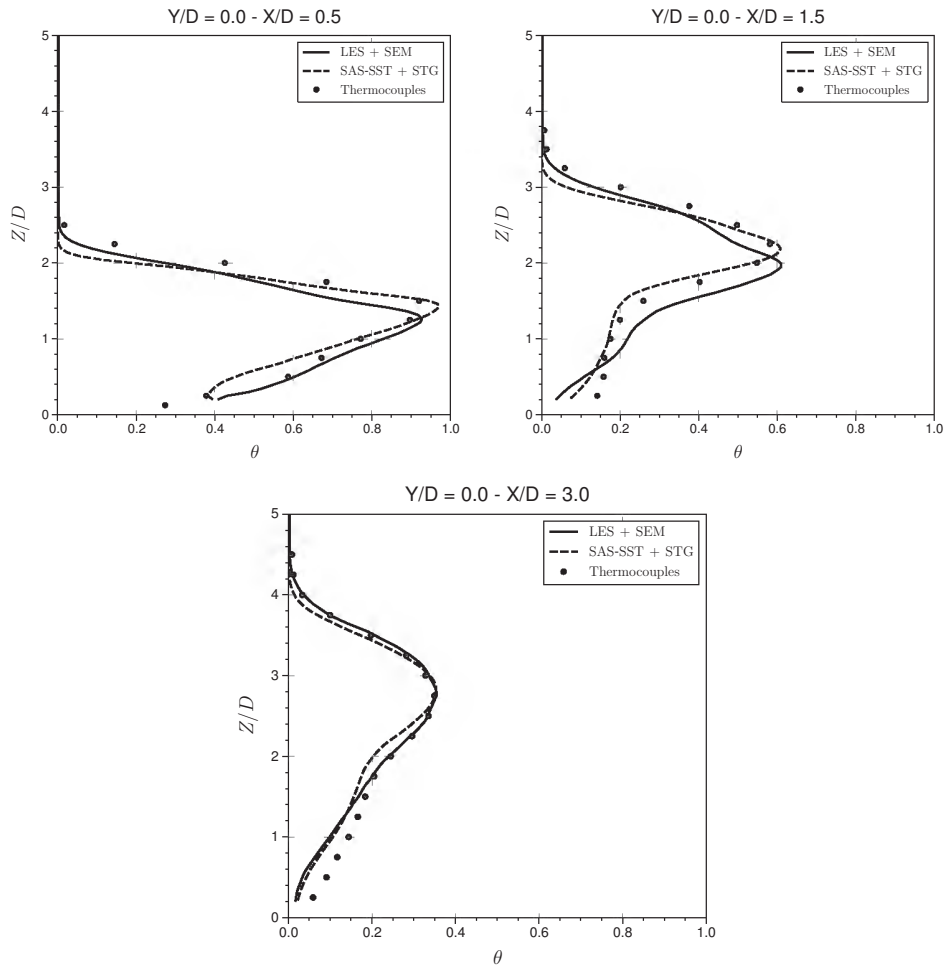 Y/D = 0.0 - X/D = 0.5
LES + SEM
SAS-SST + STG
Thermocouples
5
4
3
2
1
0
Z/D
0.0 0.2 0.4 0.6 0.8 1.0
θ
Y/D = 0.0 - X/D = 1.5
LES + SEM
SAS-SST + STG
Thermocouples
5
4
3
2
1
0
Z/D
0.0 0.2 0.4 0.6 0.8 1.0
θ
Y/D = 0.0 - X/D = 3.0
LES + SEM
SAS-SST + STG
Thermocouples
5
4
3
2
1
0
Z/D
0.0 0.2 0.4 0.6 0.8 1.0
θ